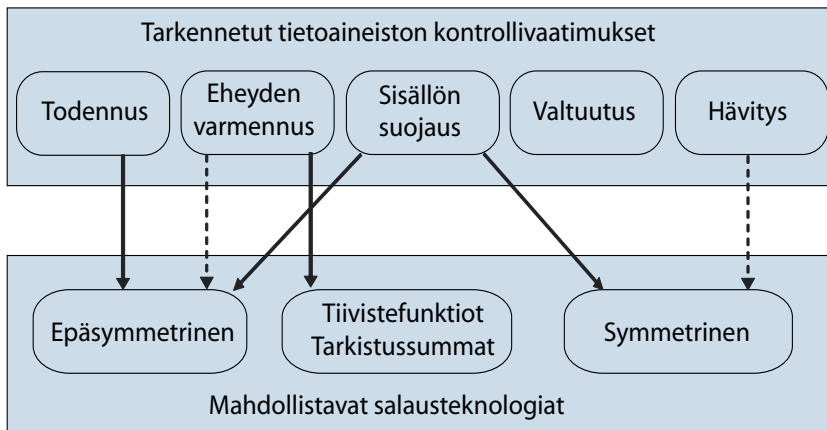 Tarkennetut tietoaineiston kontrollivaatimukset
Todennus
Eheyden
varmennus
Sisällön
suojaus
Valtuutus
Hävitys
Epäsymmetrinen
Tiivistefunktiot
Tarkistussummat
Symmetrinen
Mahdollistavat salausteknologiat